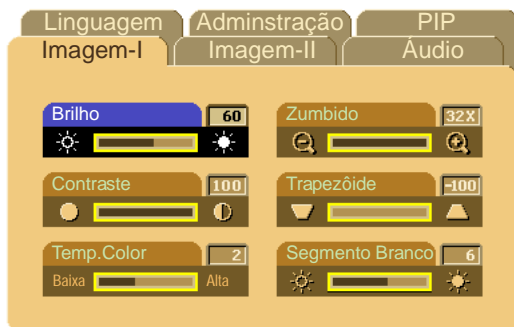 Linguagem Adminstração PIP
Imagem-I Imagem-II Áudio
Brilho 60
Zumbido 32X
Contraste 100
Trapezôide -100
Temp.Color 2
Baixa Alta
Segmento Branco 6